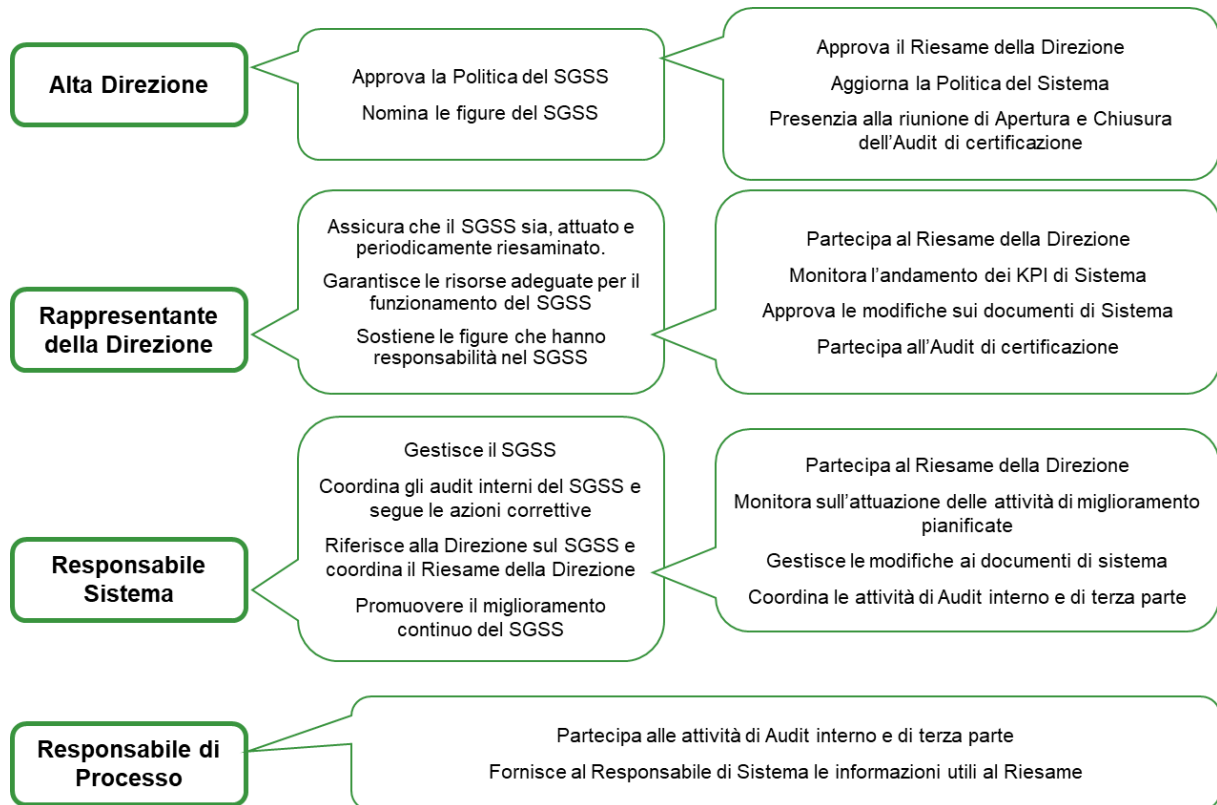 Alta Direzione
Approva la Politica del SGSS
Nomina le figure del SGSS
Approva il Riesame della Direzione
Aggiorna la Politica del Sistema
Presenzia alla riunione di Apertura e Chiusura
dell'Audit di certificazione
Rappresentante
della Direzione
Assicura che il SGSS sia, attuato e
periodicamente riesaminato.
Garantisce le risorse adeguate per il
funzionamento del SGSS
Sostiene le figure che hanno
responsabilità nel SGSS
Partecipa al Riesame della Direzione
Monitora l'andamento dei KPI di Sistema
Approva le modifiche sui documenti di Sistema
Partecipa all'Audit di certificazione
Responsabile
Sistema
Gestisce il SGSS
Coordina gli audit interni del SGSS e
segue le azioni correttive
Riferisce alla Direzione sul SGSS e
coordina il Riesame della Direzione
Promuovere il miglioramento
continuo del SGSS
Partecipa al Riesame della Direzione
Monitora sull'attuazione delle attività di miglioramento
pianificate
Gestisce le modifiche ai documenti di sistema
Coordina le attività di Audit interno e di terza parte
Responsabile di
Processo
Partecipa alle attività di Audit interno e di terza parte
Fornisce al Responsabile di Sistema le informazioni utili al Riesame